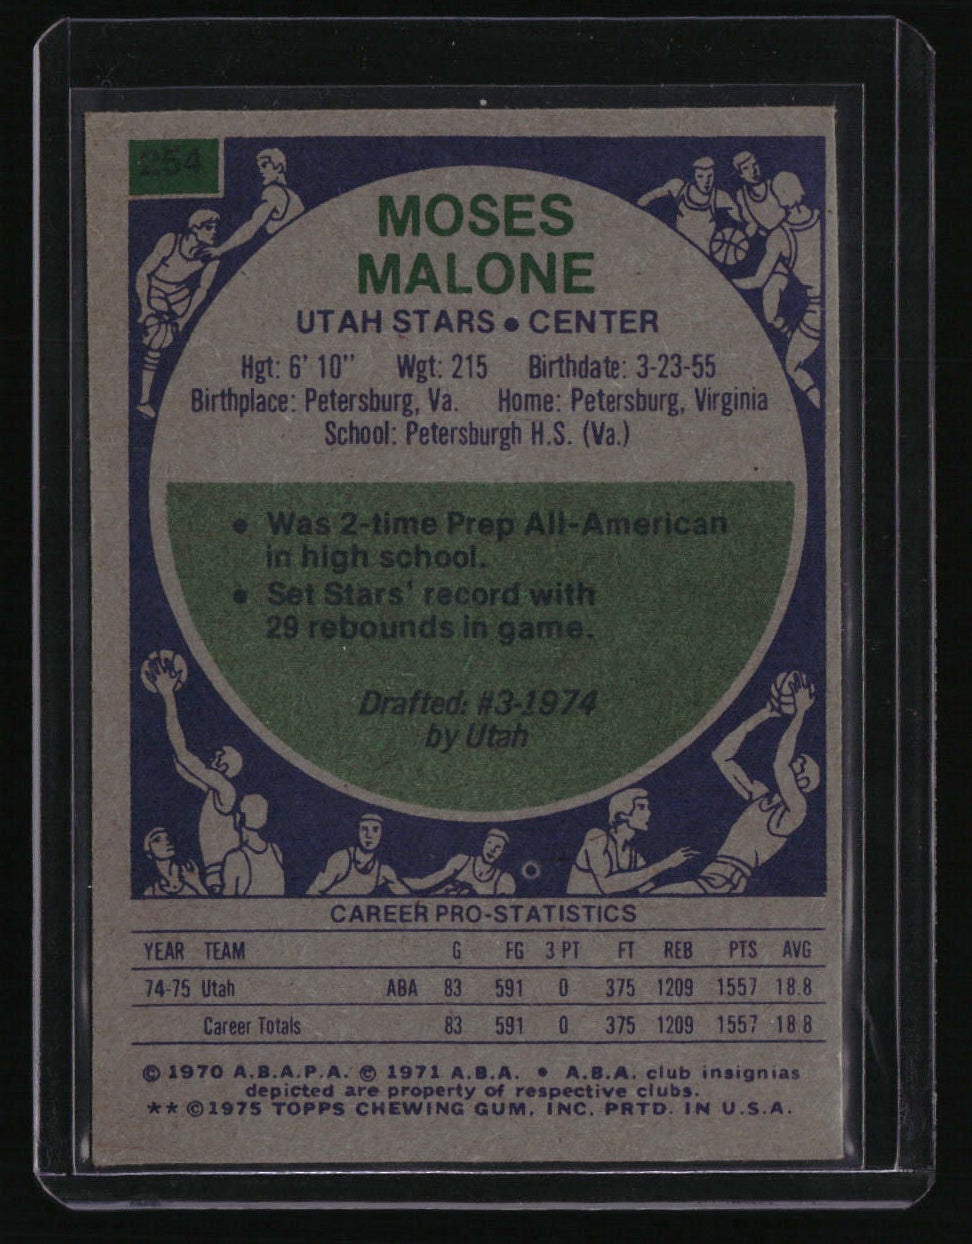 254
MOSES
MALONE
UTAH STARS • CENTER
Hgt: 6' 10" Wgt: 215 Birthdate: 3-23-55
Birthplace: Petersburg, Va. Home: Petersburg, Virginia
School: Petersburgh H.S. (Va.)
• Was 2-time Prep All-American
in high school.
• Set Stars' record with
29 rebounds in game.
Drafted: #3-1974
by Utah
CAREER PRO-STATISTICS
YEAR TEAM G FG 3 PT FT REB PTS AVG
74-75 Utah ABA 83 591 0 375 1209 1557 18.8
Career Totals 83 591 0 375 1209 1557 18 8
© 1970 A.B.A.P.A. © 1971 A.B.A. • A.B.A. club insignias
depicted are property of respective clubs.
** © 1975 TOPPS CHEWING GUM, INC. PRTD. IN U.S.A.